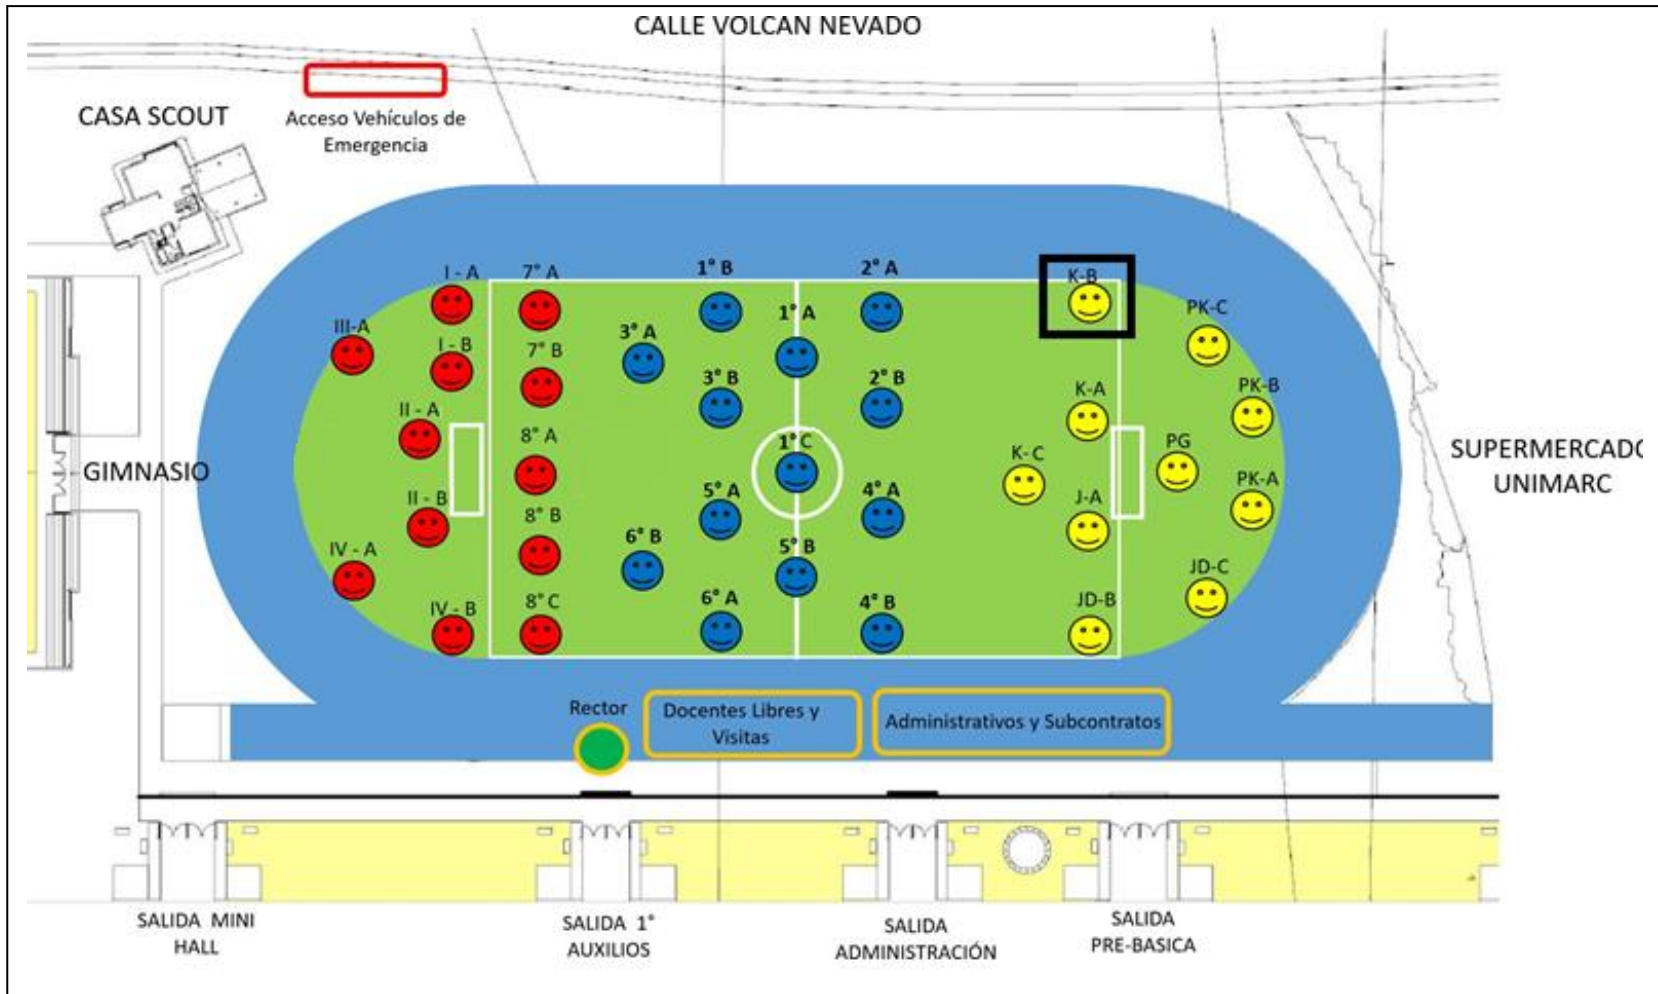 CALLE VOLCAN NEVADO
CASA SCOUT
Acceso Vehículos de
Emergencia
I - A
7° A
1° B
2° A
K-B
PK-C
III-A
I - B
7° B
3° A
1° A
3° B
2° B
K-A
PK-B
II - A
8° A
1° C
K- C
PG
PK-A
GIMNASIO
SUPERMERCADO
UNIMARC
II - B
8° B
5° A
4° A
J-A
IV - A
6° B
5° B
JD-C
IV - B
8° C
6° A
4° B
JD-B
Rector
Docentes Libres y
Visitas
Administrativos y Subcontratos
SALIDA MINI
HALL
SALIDA 1°
AUXILIOS
SALIDA
ADMINISTRACIÓN
SALIDA
PRE-BASICA